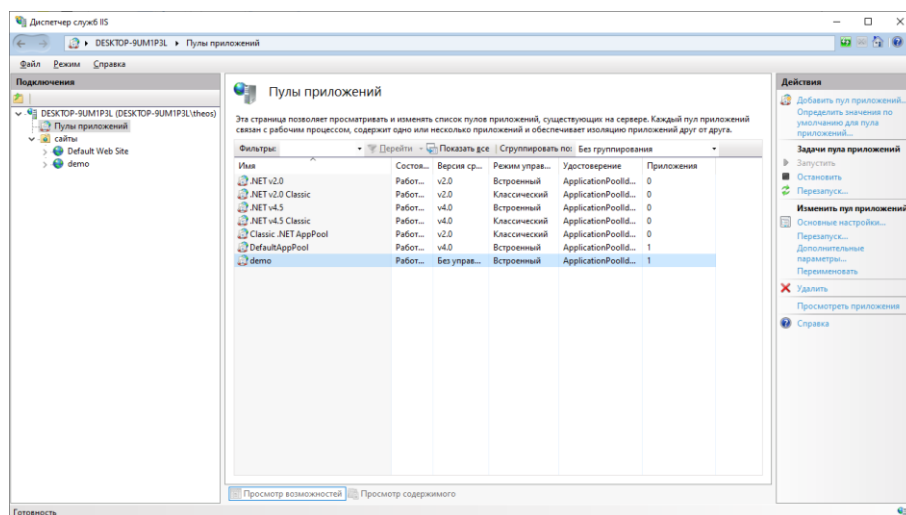 Диспетчер служб IIS
DESKTOP-9UM1P3L
Пулы приложений
Файл Режим Справка
Подключения
DESKTOP-9UM1P3L (DESKTOP-9UM1P3L\theos)
Пулы приложений
сайты
Default Web Site
demo
Пулы приложений
Эта страница позволяет просматривать и изменять список пулов приложений, существующих на сервере. Каждый пул приложений
связан с рабочим процессом, содержит одно или несколько приложений и обеспечивает изоляцию приложений друг от друга.
Фильтры: Перейти Показать все Сгруппировать по: Без группирования
Имя Состоя... Версия ср... Режим управ... Удостоверение Приложения
.NET v2.0 Работ... v2.0 Встроенный ApplicationPoolId... 0
.NET v2.0 Classic Работ... v2.0 Классический ApplicationPoolId... 0
.NET v4.5 Работ... v4.0 Встроенный ApplicationPoolId... 0
.NET v4.5 Classic Работ... v4.0 Классический ApplicationPoolId... 0
Classic .NET AppPool Работ... v2.0 Классический ApplicationPoolId... 0
DefaultAppPool Работ... v4.0 Встроенный ApplicationPoolId... 1
demo Работ... Без управ... Встроенный ApplicationPoolId... 1
Просмотр возможностей Просмотр содержимого
Действия
Добавить пул приложений...
Определить значения по
умолчанию для пула
приложений...
Задачи пула приложений
Запустить
Остановить
Перезапуск...
Изменить пул приложений
Основные настройки...
Перезапуск...
Дополнительные
параметры...
Переименовать
Удалить
Просмотреть приложения
Справка
Готовность